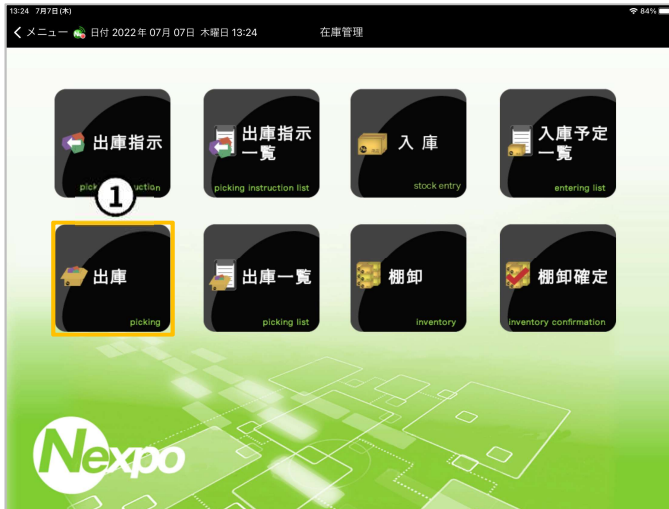 13:24 7月7日(木)
84%
メニュー 日付 2022年 07月 07日 木曜日 13:24
在庫管理
出庫指示
出庫指示
一覧
picking instruction list
入 庫
stock entry
入庫予定
一覧
entering list
1
出庫
picking
出庫一覧
picking list
棚卸
inventory
棚卸確定
inventory confirmation
Nexpo